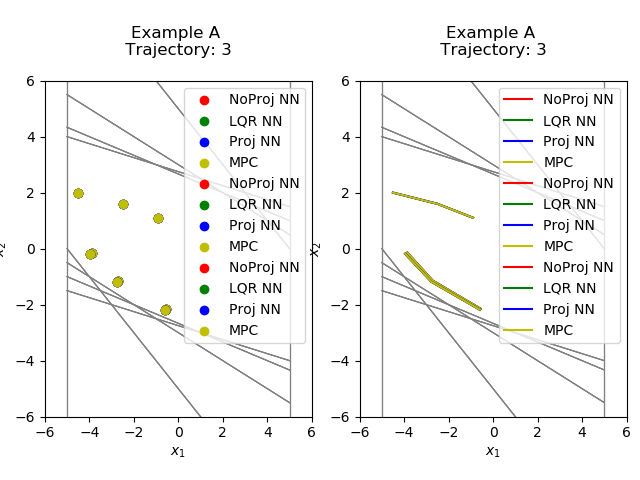 Example A
Trajectory: 3
6
4
2
0
−2
−4
−6
−6
−4
−2
0
2
4
6
x₁
x₂
NoProj NN
LQR NN
Proj NN
MPC
NoProj NN
LQR NN
Proj NN
MPC
NoProj NN
LQR NN
Proj NN
MPC
Example A
Trajectory: 3
6
4
2
0
−2
−4
−6
−6
−4
−2
0
2
4
6
x₁
x₂
NoProj NN
LQR NN
Proj NN
MPC
NoProj NN
LQR NN
Proj NN
MPC
NoProj NN
LQR NN
Proj NN
MPC